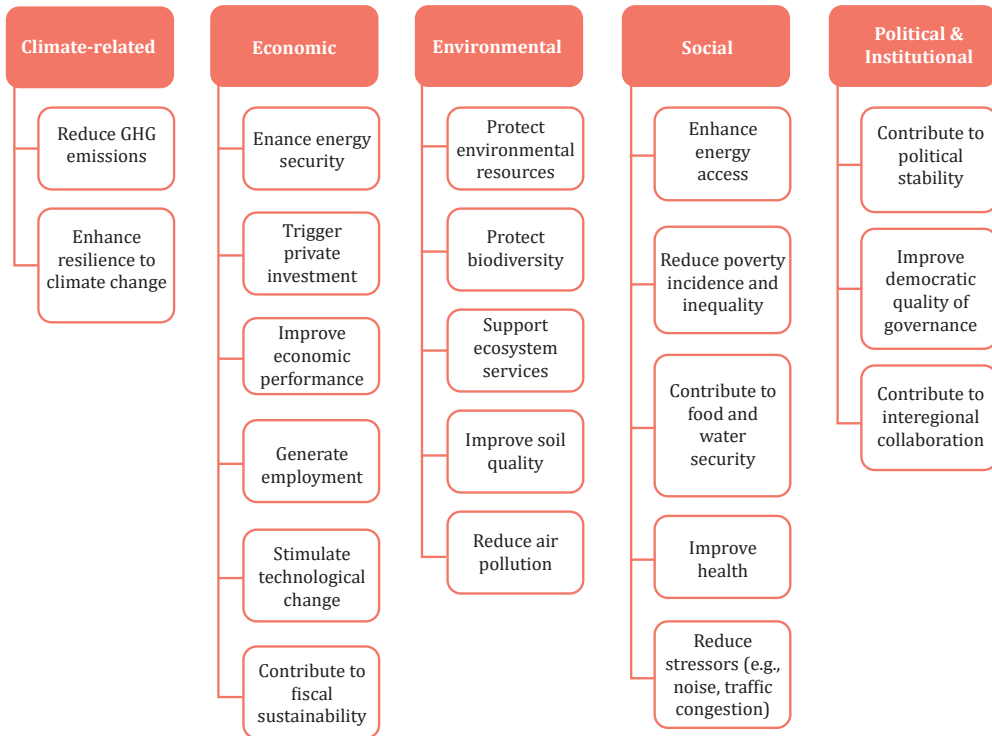 Climate-related
Reduce GHG
emissions
Enhance
resilience to
climate change
Economic
Enance energy
security
Trigger
private
investment
Improve
economic
performance
Generate
employment
Stimulate
technological
change
Contribute to
fiscal
sustainability
Environmental
Protect
environmental
resources
Protect
biodiversity
Support
ecosystem
services
Improve soil
quality
Reduce air
pollution
Social
Enhance
energy
access
Reduce poverty
incidence and
inequality
Contribute to
food and
water
security
Improve
health
Reduce
stressors (e.g.,
noise, traffic
congestion)
Political &
Institutional
Contribute to
political
stability
Improve
democratic
quality of
governance
Contribute to
interregional
collaboration